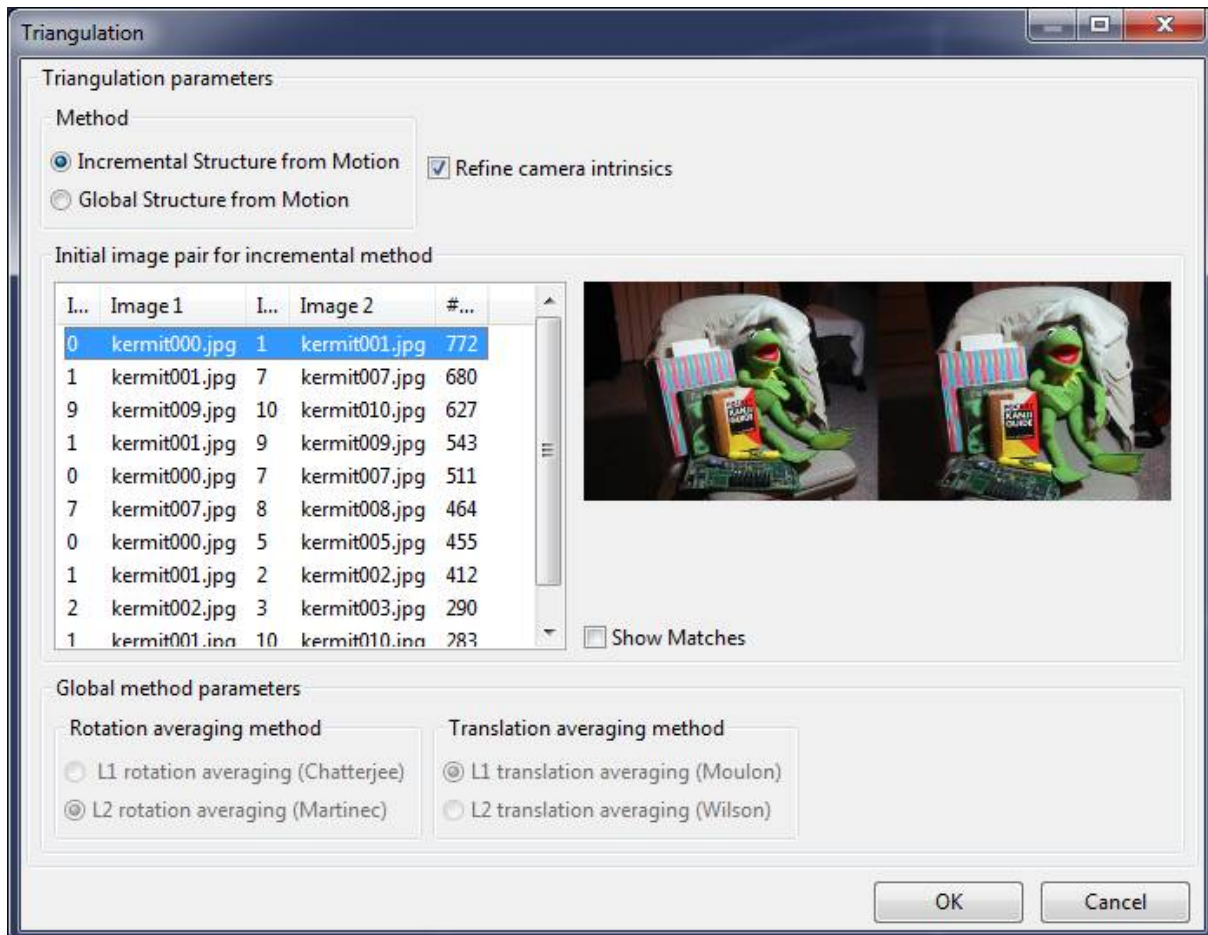 Triangulation
Triangulation parameters
Method
Incremental Structure from Motion
Refine camera intrinsics
Global Structure from Motion
Initial image pair for incremental method
I... Image 1 I... Image 2 #...
0 kermit000.jpg 1 kermit001.jpg 772
1 kermit001.jpg 7 kermit007.jpg 680
9 kermit009.jpg 10 kermit010.jpg 627
1 kermit001.jpg 9 kermit009.jpg 543
0 kermit000.jpg 7 kermit007.jpg 511
7 kermit007.jpg 8 kermit008.jpg 464
0 kermit000.jpg 5 kermit005.jpg 455
1 kermit001.jpg 2 kermit002.jpg 412
2 kermit002.jpg 3 kermit003.jpg 290
1 kermit001.jpg 10 kermit010.jpg 283
POCKET
KANJI
GUIDE
POCKET
KANJI
GUIDE
Show Matches
Global method parameters
Rotation averaging method
L1 rotation averaging (Chatterjee)
L2 rotation averaging (Martinec)
Translation averaging method
L1 translation averaging (Moulon)
L2 translation averaging (Wilson)
OK Cancel